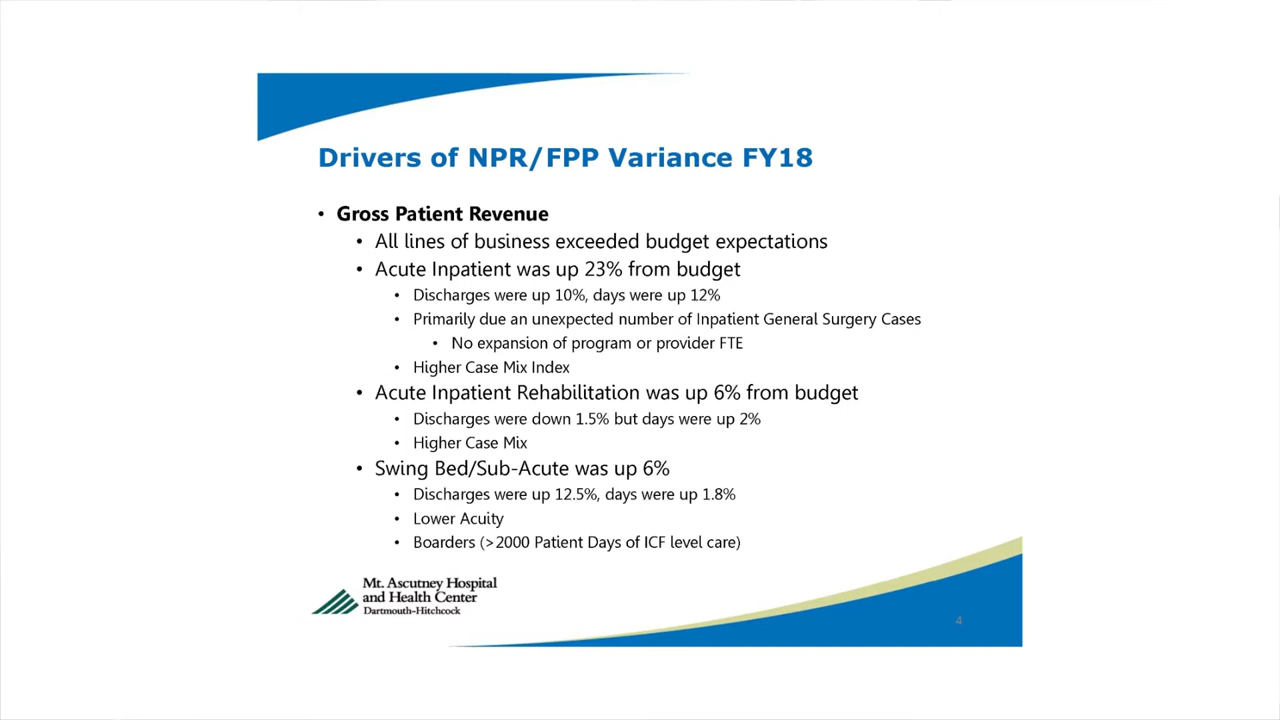 Drivers of NPR/FPP Variance FY18
• Gross Patient Revenue
• All lines of business exceeded budget expectations
• Acute Inpatient was up 23% from budget
• Discharges were up 10%, days were up 12%
• Primarily due an unexpected number of Inpatient General Surgery Cases
• No expansion of program or provider FTE
• Higher Case Mix Index
• Acute Inpatient Rehabilitation was up 6% from budget
• Discharges were down 1.5% but days were up 2%
• Higher Case Mix
• Swing Bed/Sub-Acute was up 6%
• Discharges were up 12.5%, days were up 1.8%
• Lower Acuity
• Boarders (>2000 Patient Days of ICF level care)
Mt. Ascutney Hospital
and Health Center
Dartmouth-Hitchcock
4